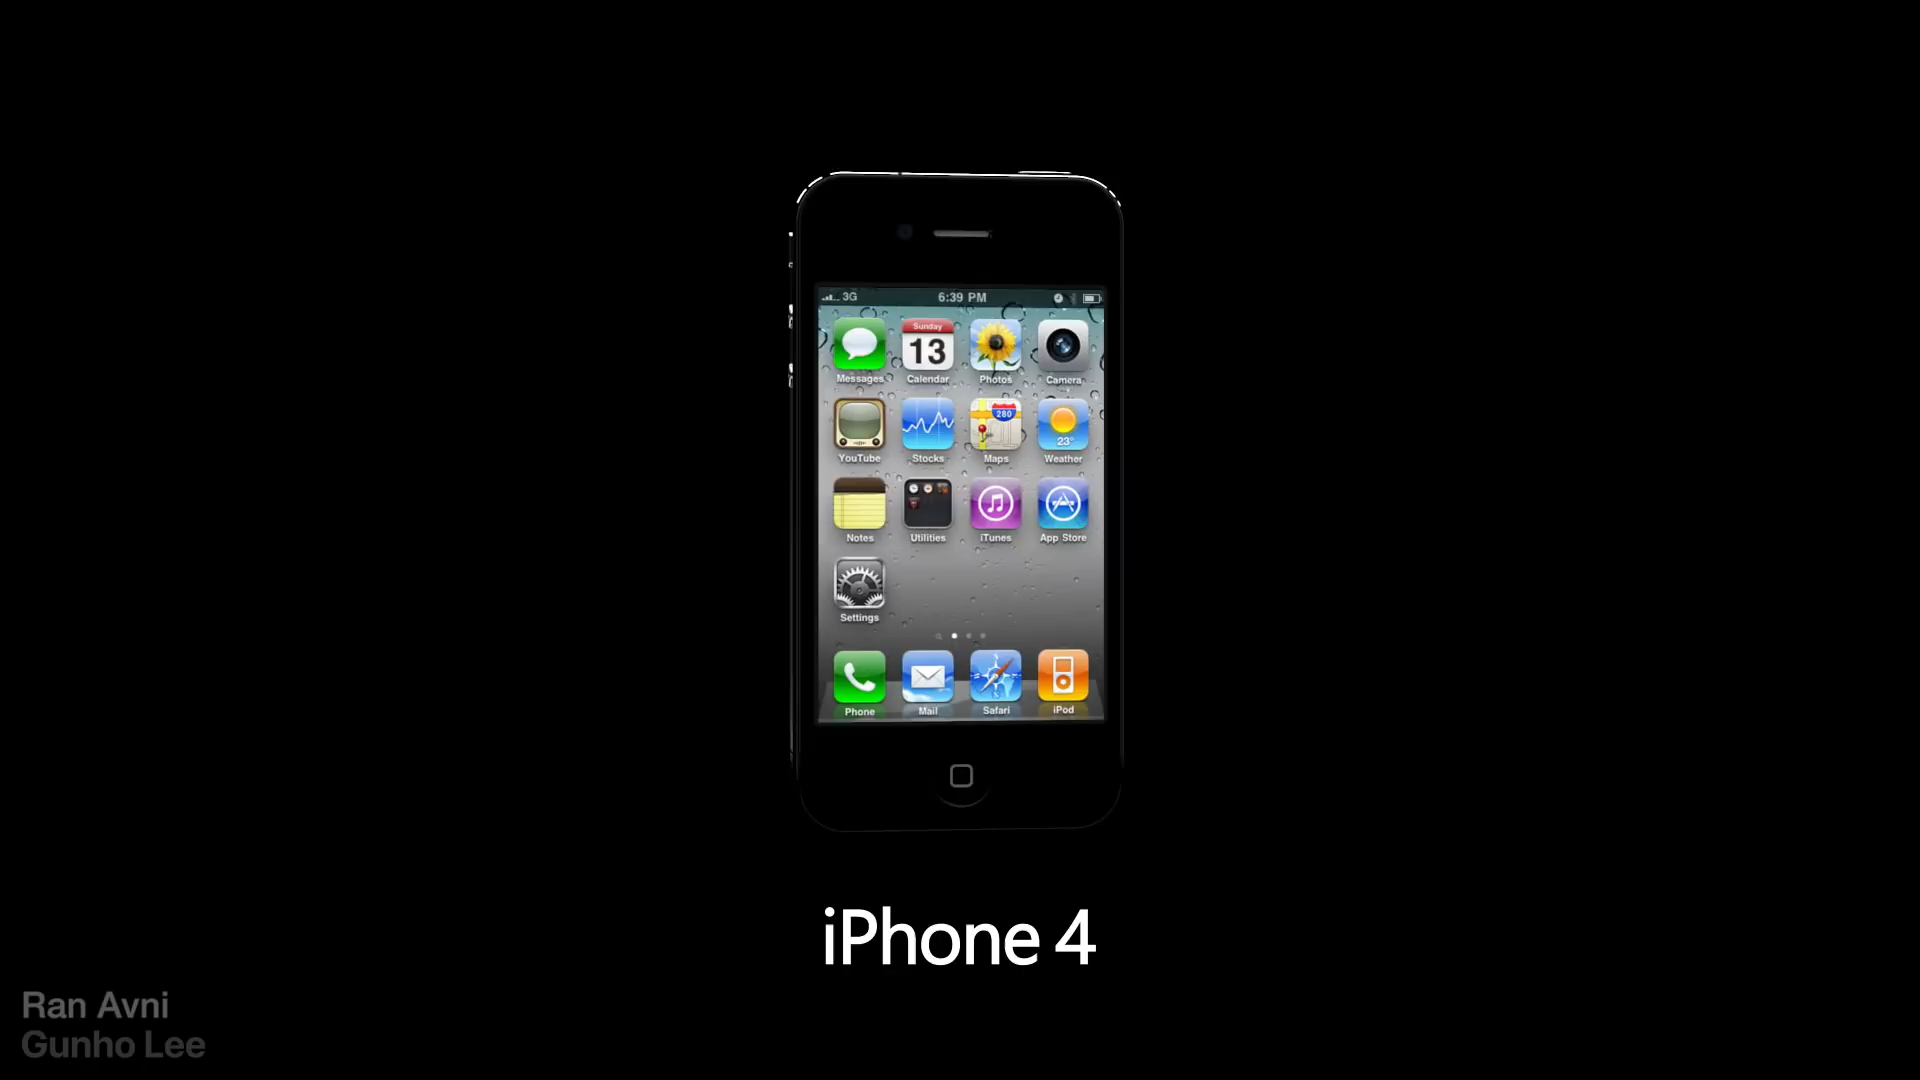 3G 6:39 PM
Sunday
13
Messages Calendar Photos Camera
280
23°
YouTube Stocks Maps Weather
Notes Utilities iTunes App Store
Settings
Phone Mail Safari iPod
iPhone 4
Ran Avni
Gunho Lee